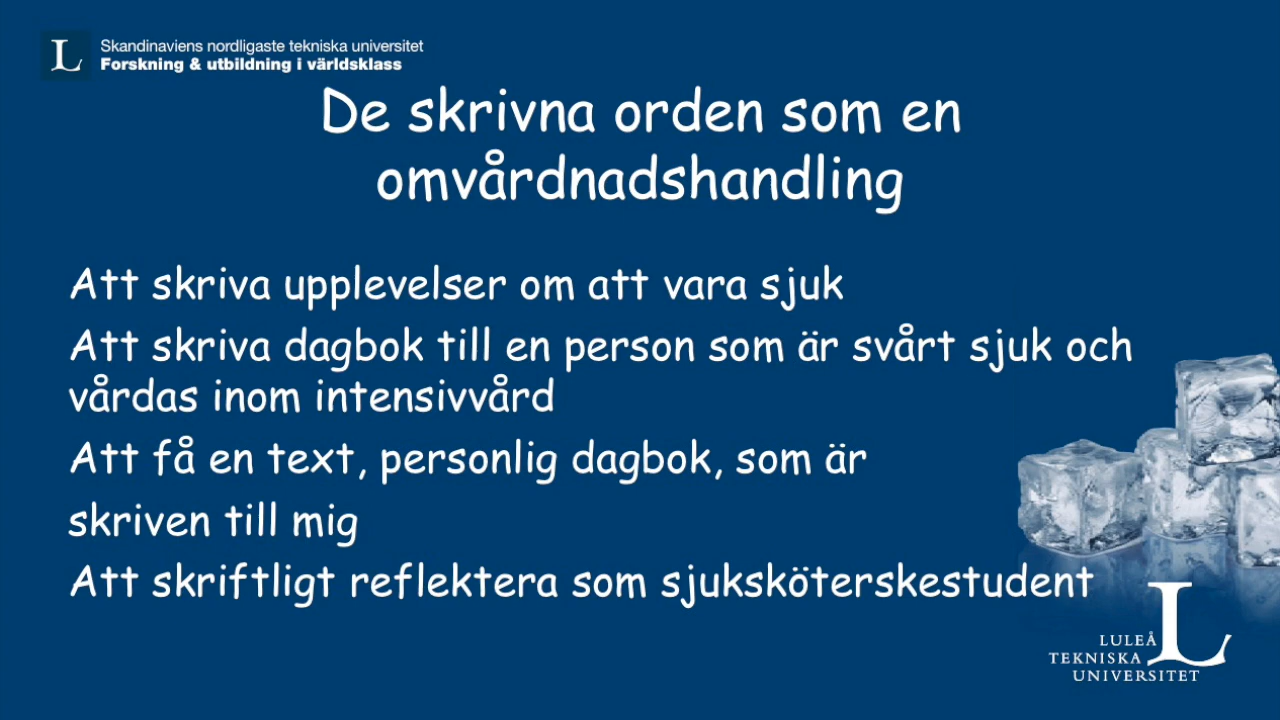 L
Skandinaviens nordligaste tekniska universitet
Forskning & utbildning i världsklass
De skrivna orden som en
omvårdnadshandling
Att skriva upplevelser om att vara sjuk
Att skriva dagbok till en person som är svårt sjuk och
vårdas inom intensivvård
Att få en text, personlig dagbok, som är
skriven till mig
Att skriftligt reflektera som sjuksköterskestudent
L
LULEÅ
TEKNISKA
UNIVERSITET